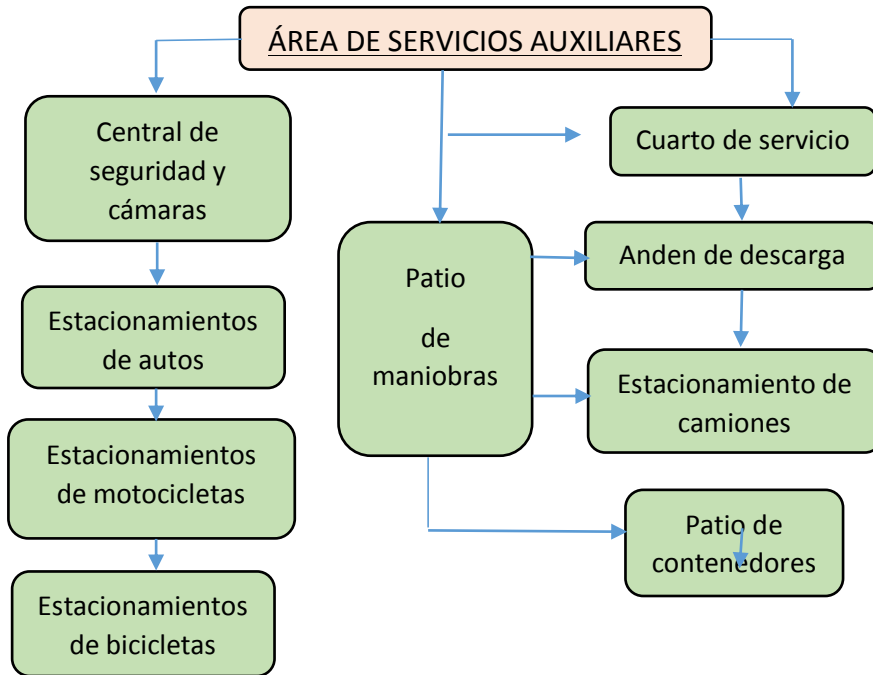 ÁREA DE SERVICIOS AUXILIARES
Central de
seguridad y
cámaras
Estacionamientos
de autos
Estacionamientos
de motocicletas
Estacionamientos
de bicicletas
Patio
de
maniobras
Cuarto de servicio
Anden de descarga
Estacionamiento de
camiones
Patio de
contenedores